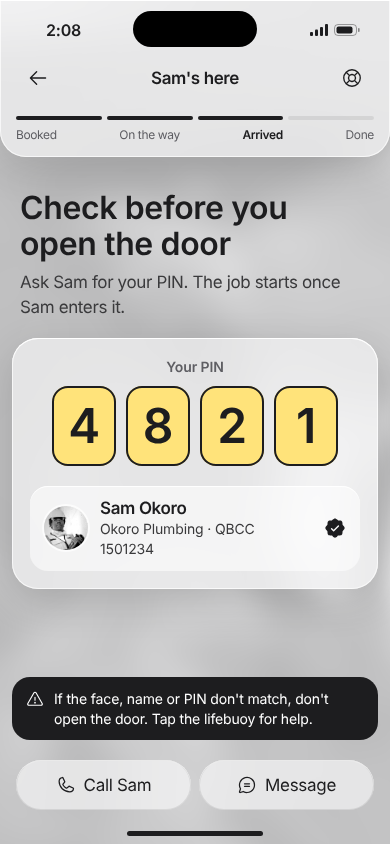 2:08
Sam's here
Booked
On the way
Arrived
Done
Check before you
open the door
Ask Sam for your PIN. The job starts once
Sam enters it.
Your PIN
4 8 2 1
Sam Okoro
Okoro Plumbing · QBCC
1501234
If the face, name or PIN don't match, don't
open the door. Tap the lifebuoy for help.
Call Sam
Message